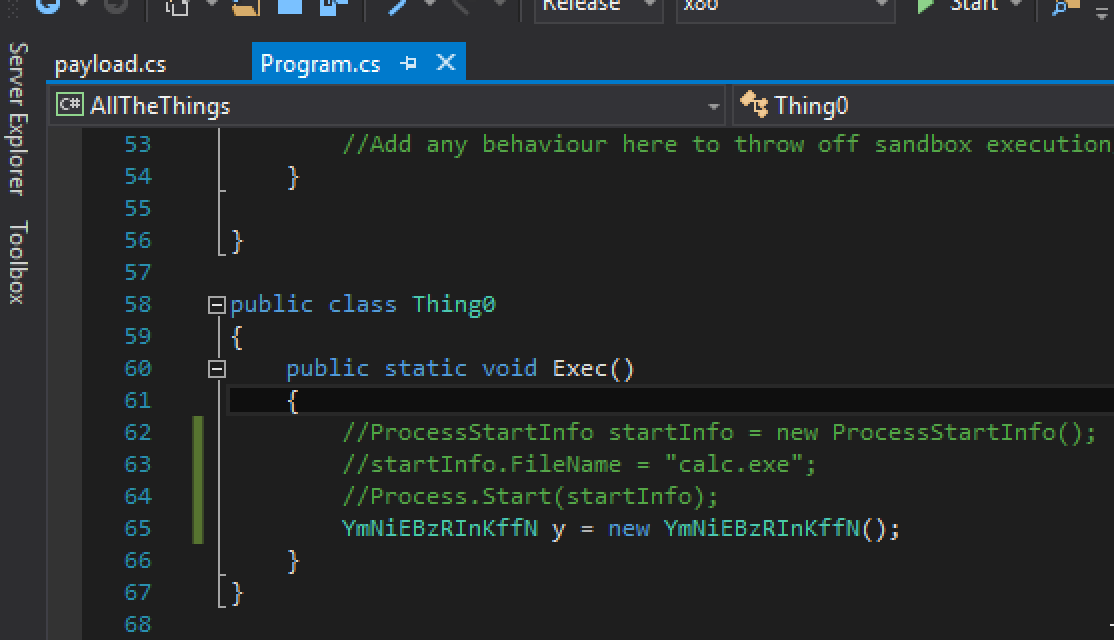 Release x86 Start
Server Explorer
Toolbox
payload.cs Program.cs
C# AllTheThings Thing0
53 //Add any behaviour here to throw off sandbox execution
54 }
55
56 }
57
58 public class Thing0
59 {
60 public static void Exec()
61 {
62 //ProcessStartInfo startInfo = new ProcessStartInfo();
63 //startInfo.FileName = "calc.exe";
64 //Process.Start(startInfo);
65 YmNiEBzRInKffN y = new YmNiEBzRInKffN();
66 }
67 }
68